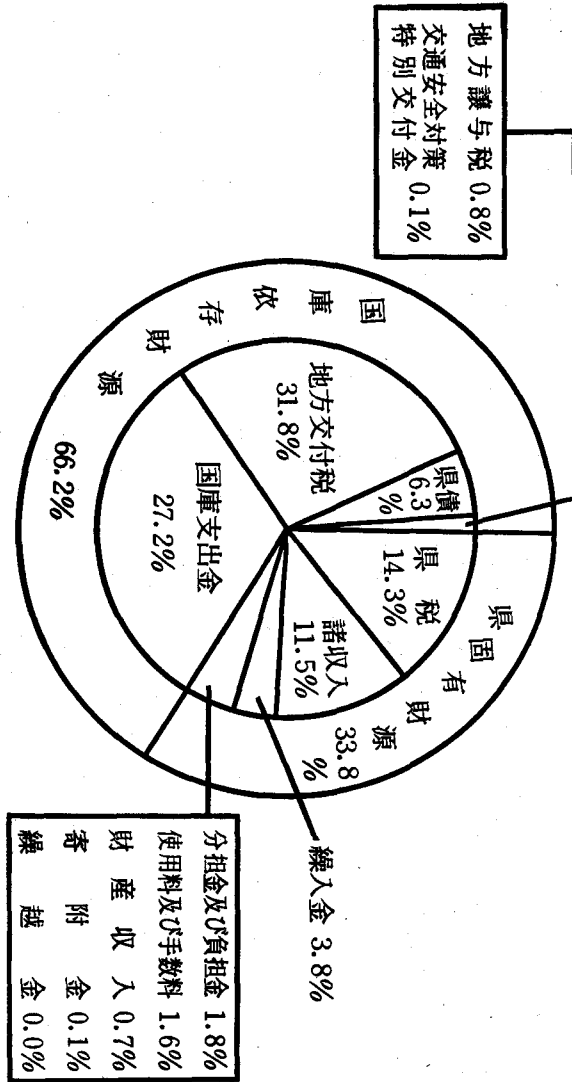 県固有財源
33.8
%
県税
14.3%
諸収入
11.5%
繰入金 3.8%
分担金及び負担金 1.8%
使用料及び手数料 1.6%
財産収入 0.7%
寄附金 0.1%
繰越金 0.0%
国庫依存財源
66.2%
国庫支出金
27.2%
地方交付税
31.8%
県債
6.3
%
地方譲与税 0.8%
交通安全対策
特別交付金 0.1%